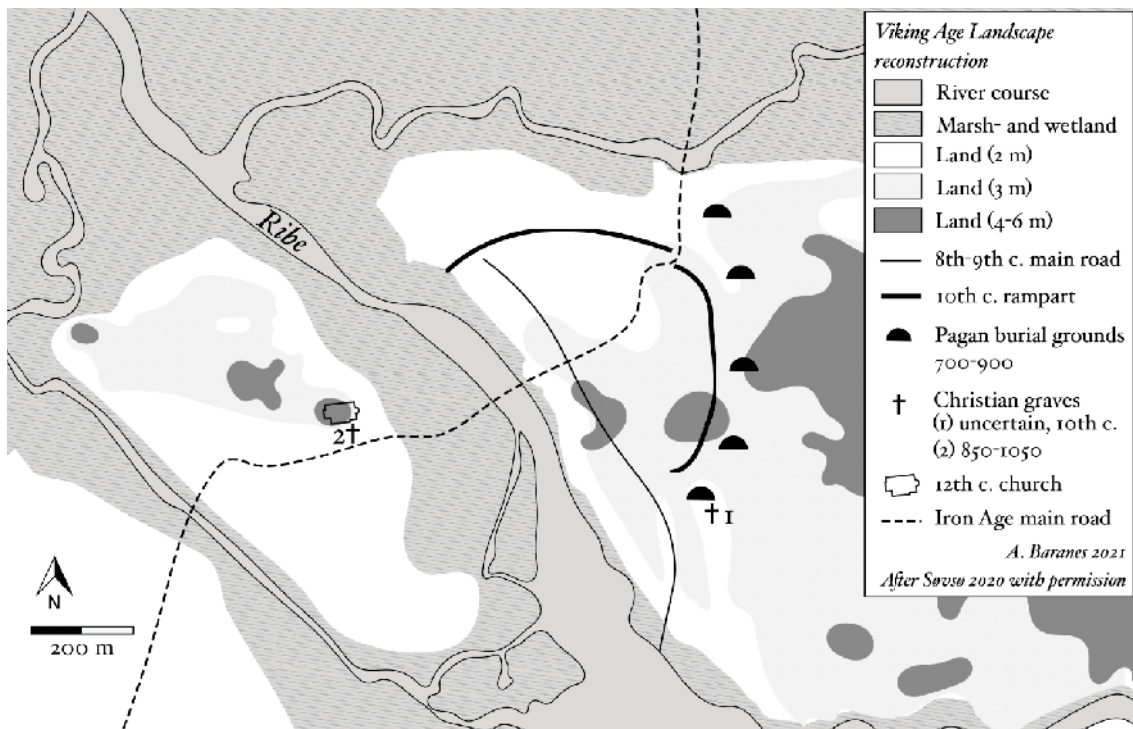 Viking Age Landscape
reconstruction
River course
Marsh- and wetland
Land (2 m)
Land (3 m)
Land (4-6 m)
8th-9th c. main road
10th c. rampart
Pagan burial grounds
700-900
Christian graves
(1) uncertain, 10th c.
(2) 850-1050
12th c. church
Iron Age main road
A. Baranes 2021
After Søvsø 2020 with permission
Ribe
2†
†1
N
200 m